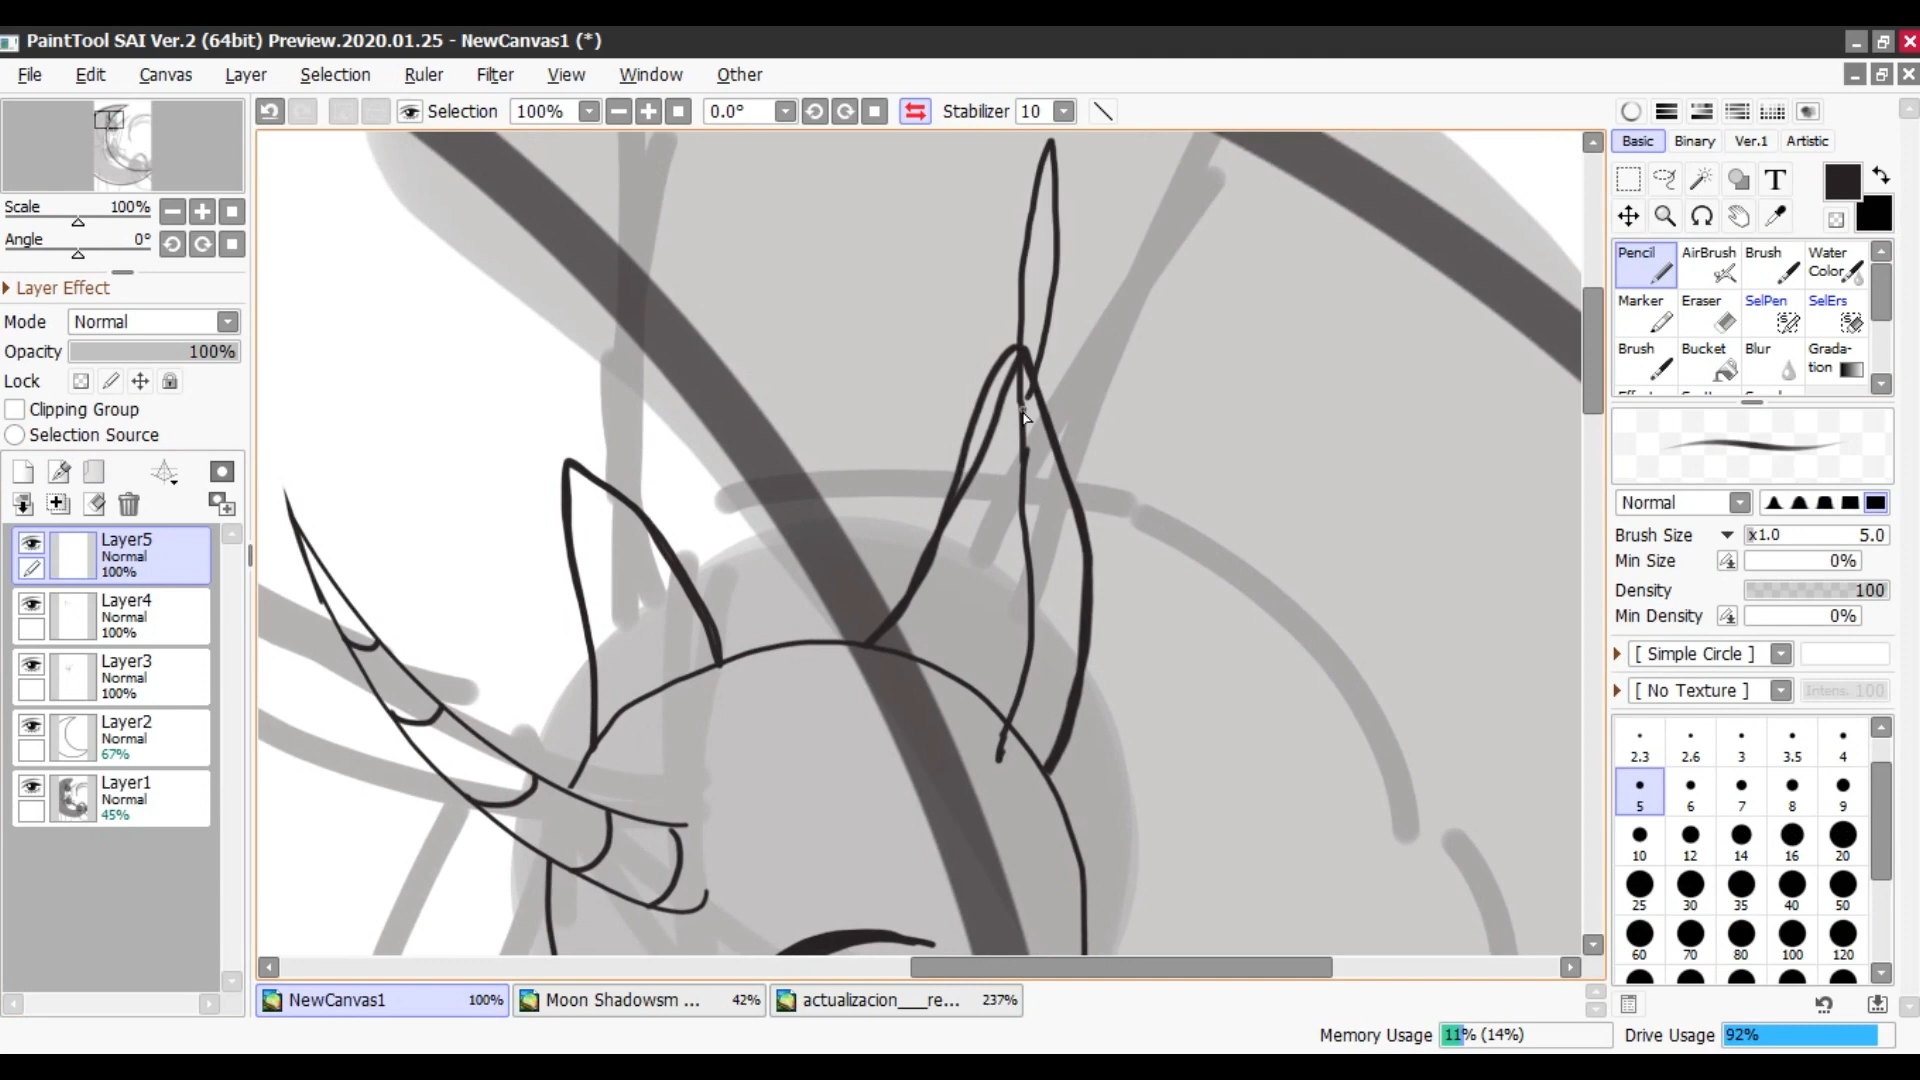 PaintTool SAI Ver.2 (64bit) Preview.2020.01.25 - NewCanvas1 (*)
File Edit Canvas Layer Selection Ruler Filter View Window Other
Selection 100% 0.0° Stabilizer 10
Basic Binary Ver.1 Artistic
T
Scale 100%
Angle 0°
Layer Effect
Mode Normal
Opacity 100%
Lock
Clipping Group
Selection Source
Layer5
Normal
100%
Layer4
Normal
100%
Layer3
Normal
100%
Layer2
Normal
67%
Layer1
Normal
45%
Pencil AirBrush Brush Water Color
Marker Eraser SelPen SelErs
Brush Bucket Blur Grada-tion
Normal
Brush Size x1.0 5.0
Min Size 0%
Density 100
Min Density 0%
[ Simple Circle ]
[ No Texture ] Intens. 100
2.3 2.6 3 3.5 4
5 6 7 8 9
10 12 14 16 20
25 30 35 40 50
60 70 80 100 120
NewCanvas1 100% Moon Shadowsm ... 42% actualizacion___re... 237%
Memory Usage 11% (14%) Drive Usage 92%